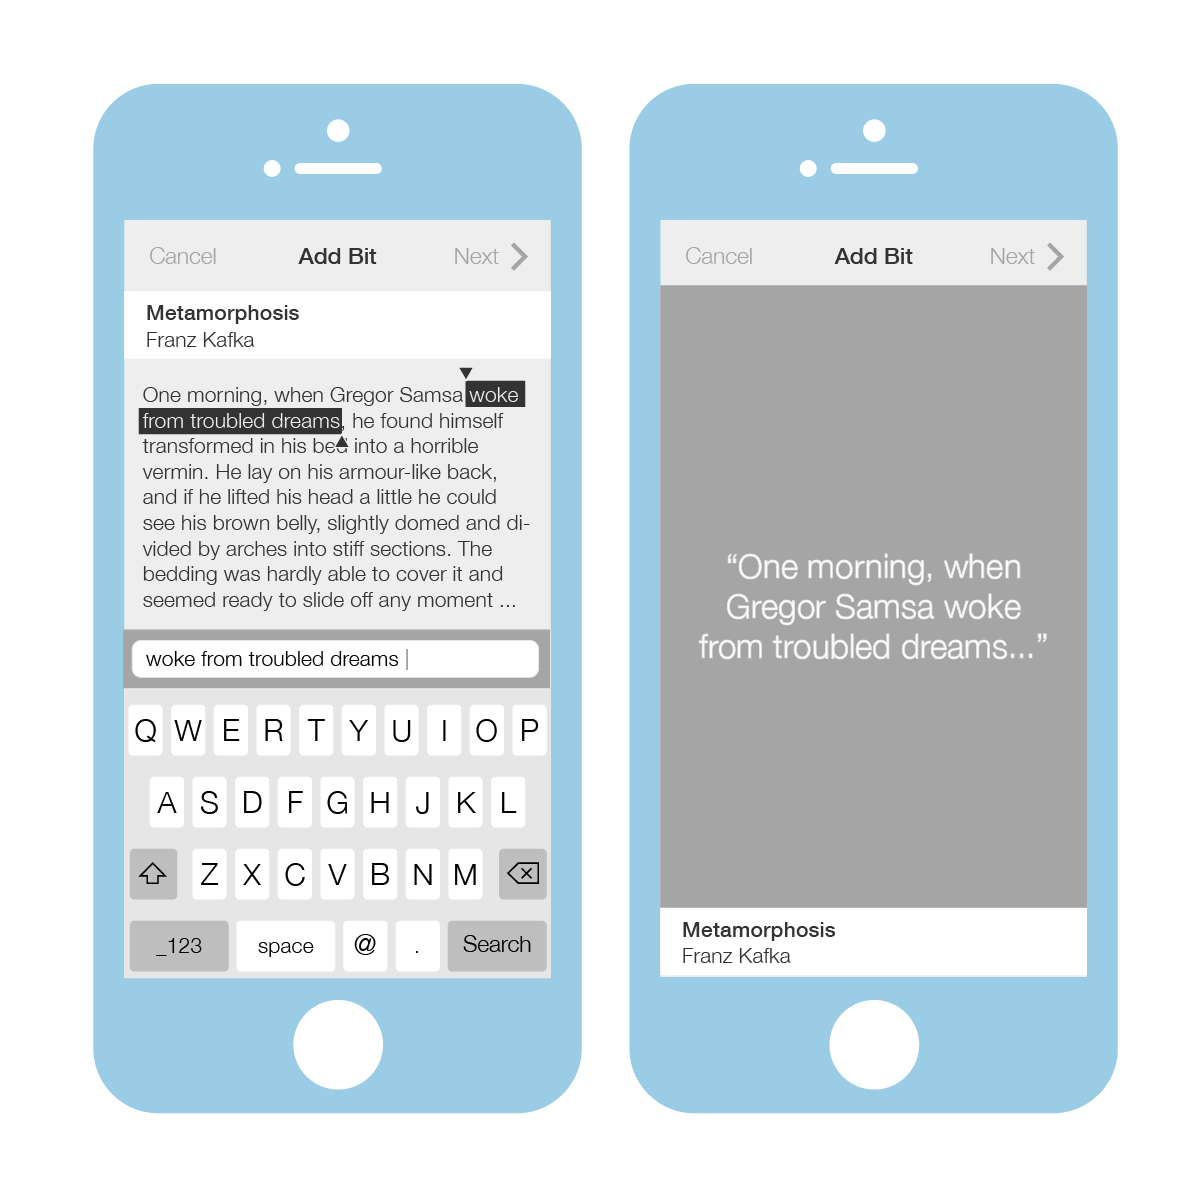 Cancel Add Bit Next
Metamorphosis
Franz Kafka
One morning, when Gregor Samsa woke
from troubled dreams, he found himself
transformed in his bed into a horrible
vermin. He lay on his armour-like back,
and if he lifted his head a little he could
see his brown belly, slightly domed and di-
vided by arches into stiff sections. The
bedding was hardly able to cover it and
seemed ready to slide off any moment ...
woke from troubled dreams
Q W E R T Y U I O P
A S D F G H J K L
Z X C V B N M
_123 space @ . Search
Cancel Add Bit Next
“One morning, when
Gregor Samsa woke
from troubled dreams...”
Metamorphosis
Franz Kafka